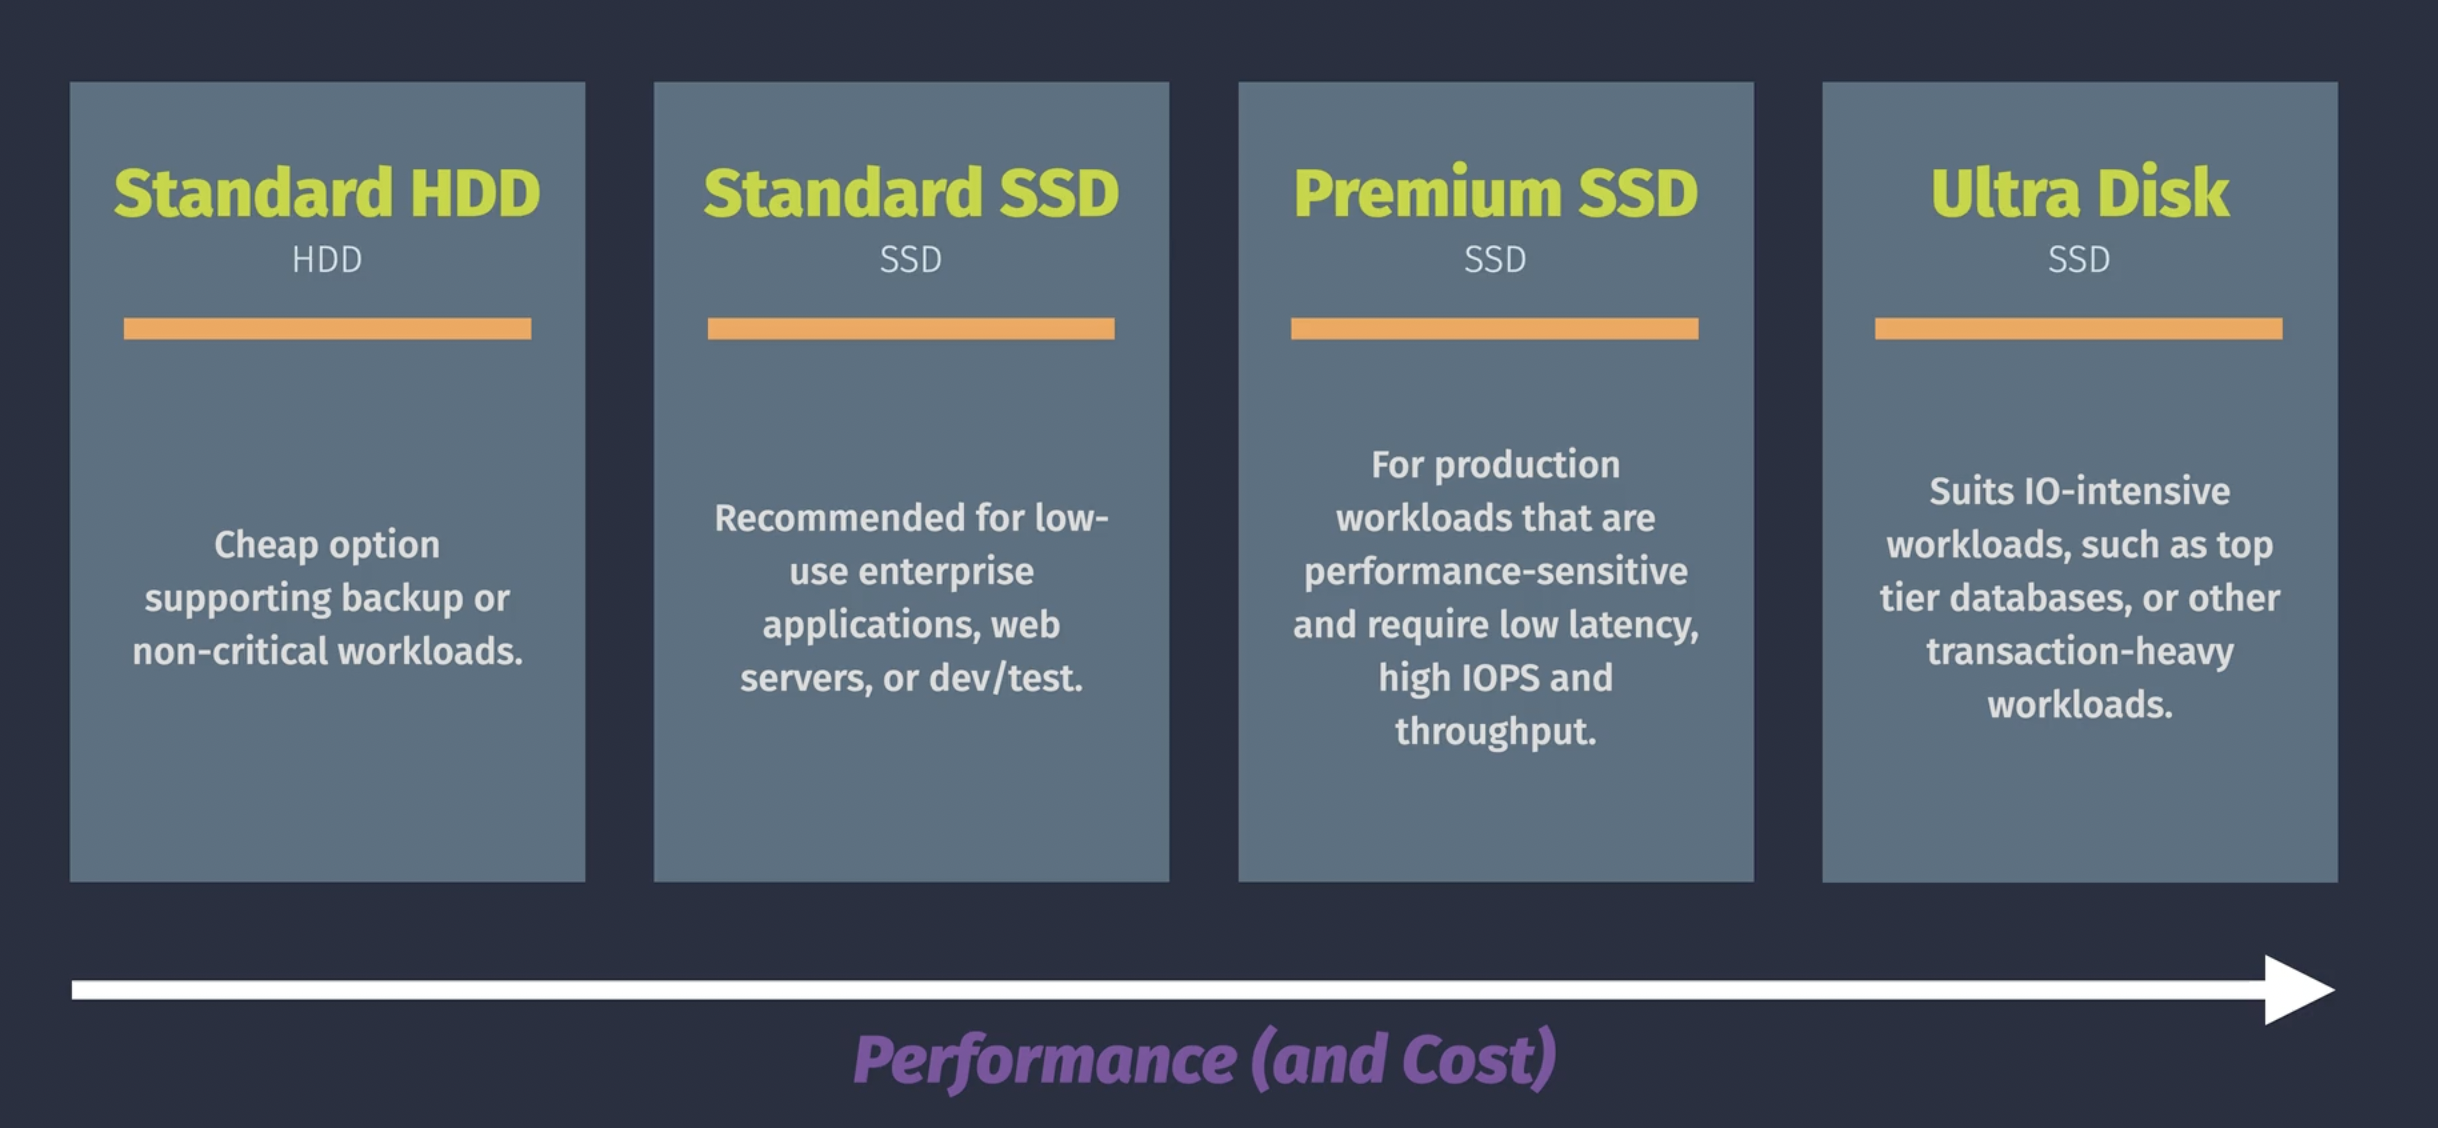 Standard HDD
HDD
Cheap option
supporting backup or
non-critical workloads.
Standard SSD
SSD
Recommended for low-
use enterprise
applications, web
servers, or dev/test.
Premium SSD
SSD
For production
workloads that are
performance-sensitive
and require low latency,
high IOPS and
throughput.
Ultra Disk
SSD
Suits IO-intensive
workloads, such as top
tier databases, or other
transaction-heavy
workloads.
Performance (and Cost)